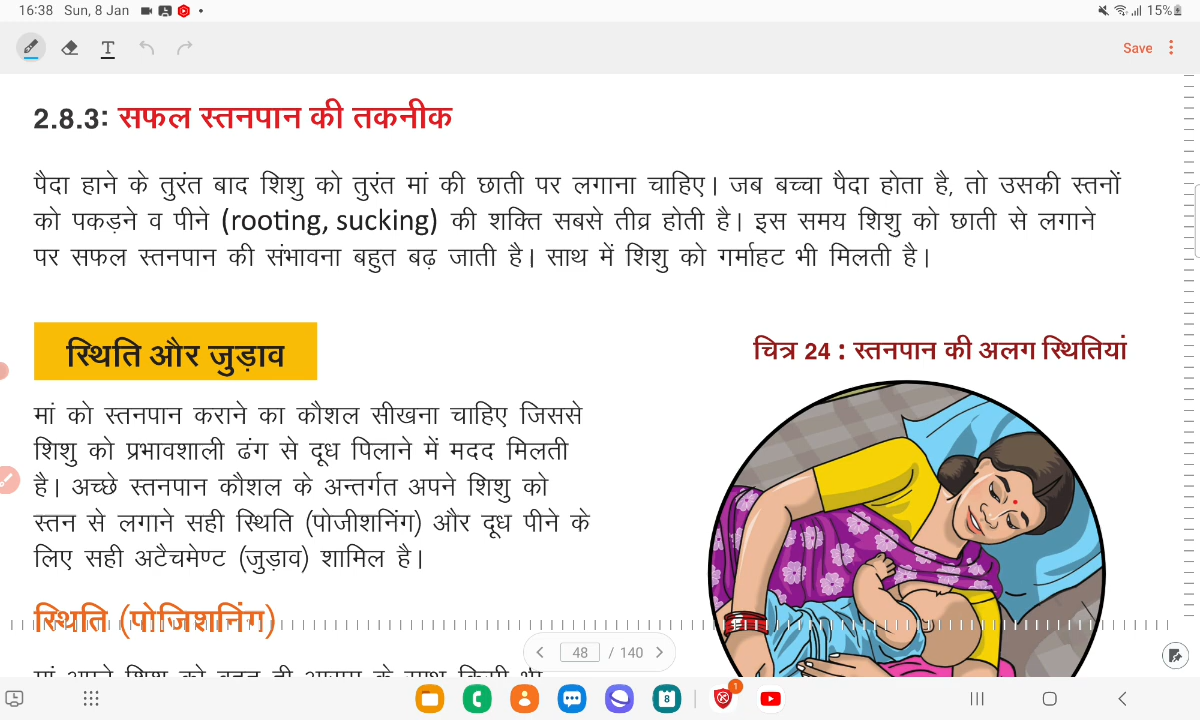 16:38 Sun, 8 Jan
15%
T
Save
2.8.3: सफल स्तनपान की तकनीक
पैदा हाने के तुरंत बाद शिशु को तुरंत मां की छाती पर लगाना चाहिए। जब बच्चा पैदा होता है, तो उसकी स्तनों
को पकड़ने व पीने (rooting, sucking) की शक्ति सबसे तीव्र होती है। इस समय शिशु को छाती से लगाने
पर सफल स्तनपान की संभावना बहुत बढ़ जाती है। साथ में शिशु को गर्माहट भी मिलती है।
स्थिति और जुड़ाव
मां को स्तनपान कराने का कौशल सीखना चाहिए जिससे
शिशु को प्रभावशाली ढंग से दूध पिलाने में मदद मिलती
है। अच्छे स्तनपान कौशल के अन्तर्गत अपने शिशु को
स्तन से लगाने सही स्थिति (पोजीशनिंग) और दूध पीने के
लिए सही अटैचमेण्ट (जुड़ाव) शामिल है।
स्थिति (पोजिशनिंग)
चित्र 24 : स्तनपान की अलग स्थितियां
48 / 140
8
1